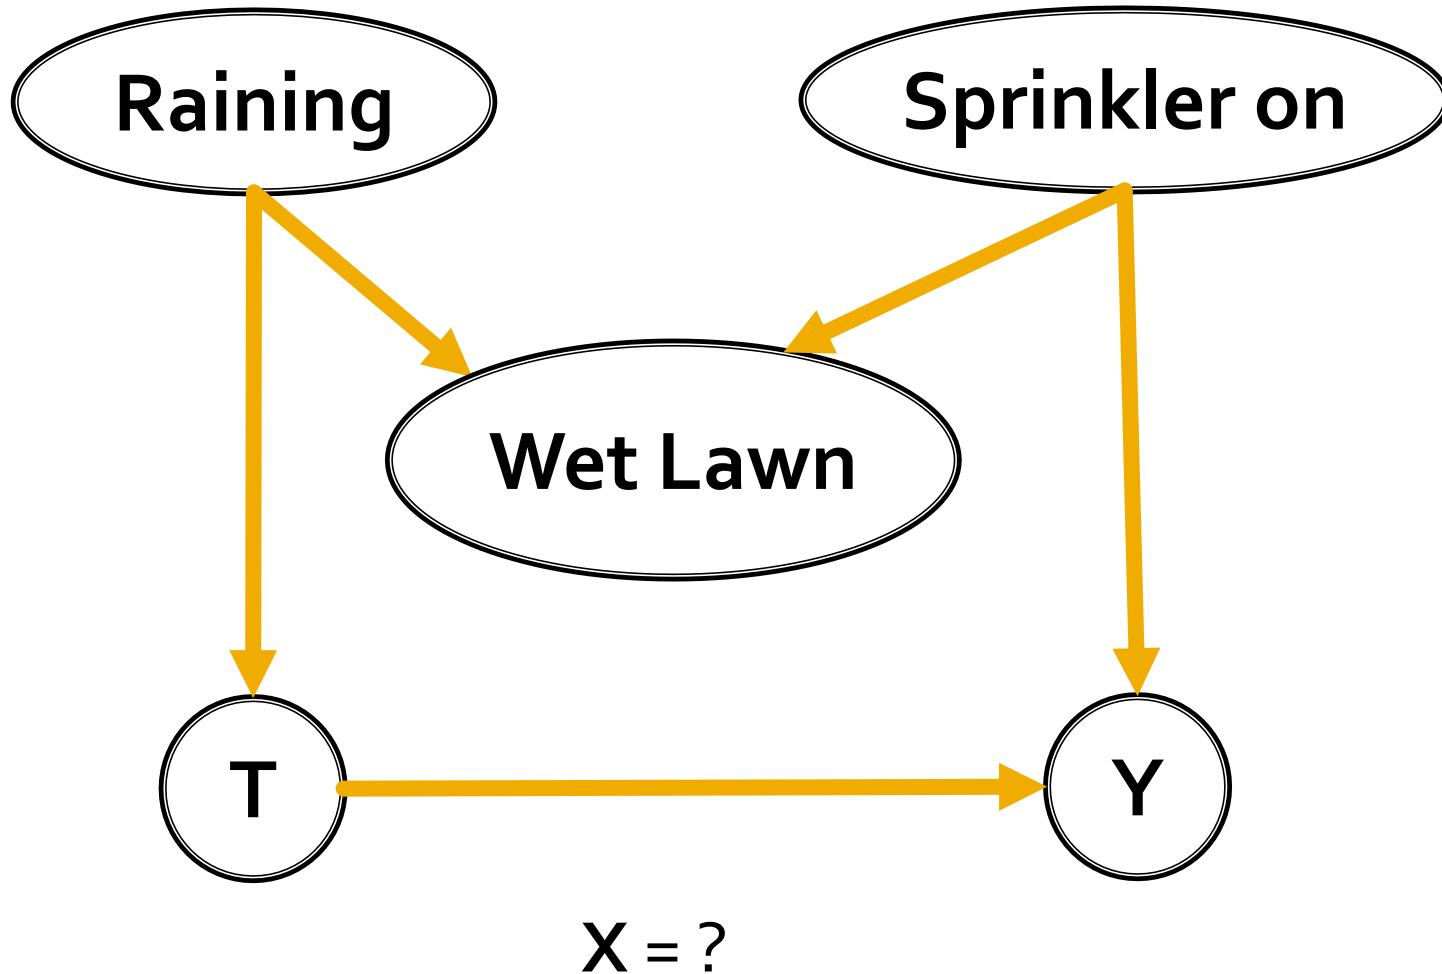 Raining
Sprinkler on
Wet Lawn
T
Y
X = ?